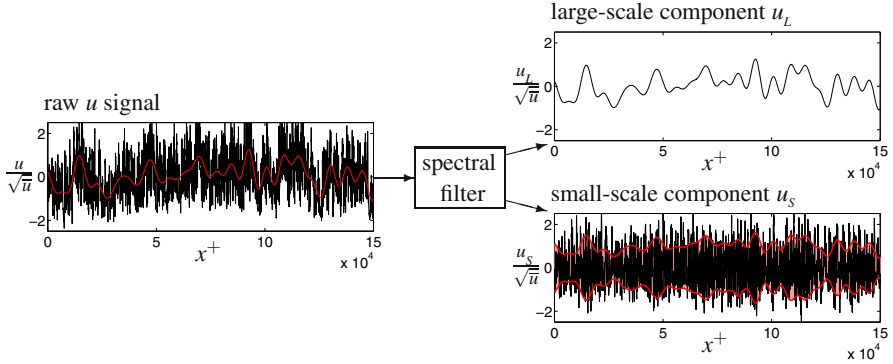 raw u signal
2
0
−2
u
√ū
0
5
10
15
x⁺
x 10⁴
spectral
filter
large-scale component u_L
2
0
−2
u_L
√ū
0
5
10
15
x⁺
x 10⁴
small-scale component u_S
2
0
−2
u_S
√ū
0
5
10
15
x⁺
x 10⁴